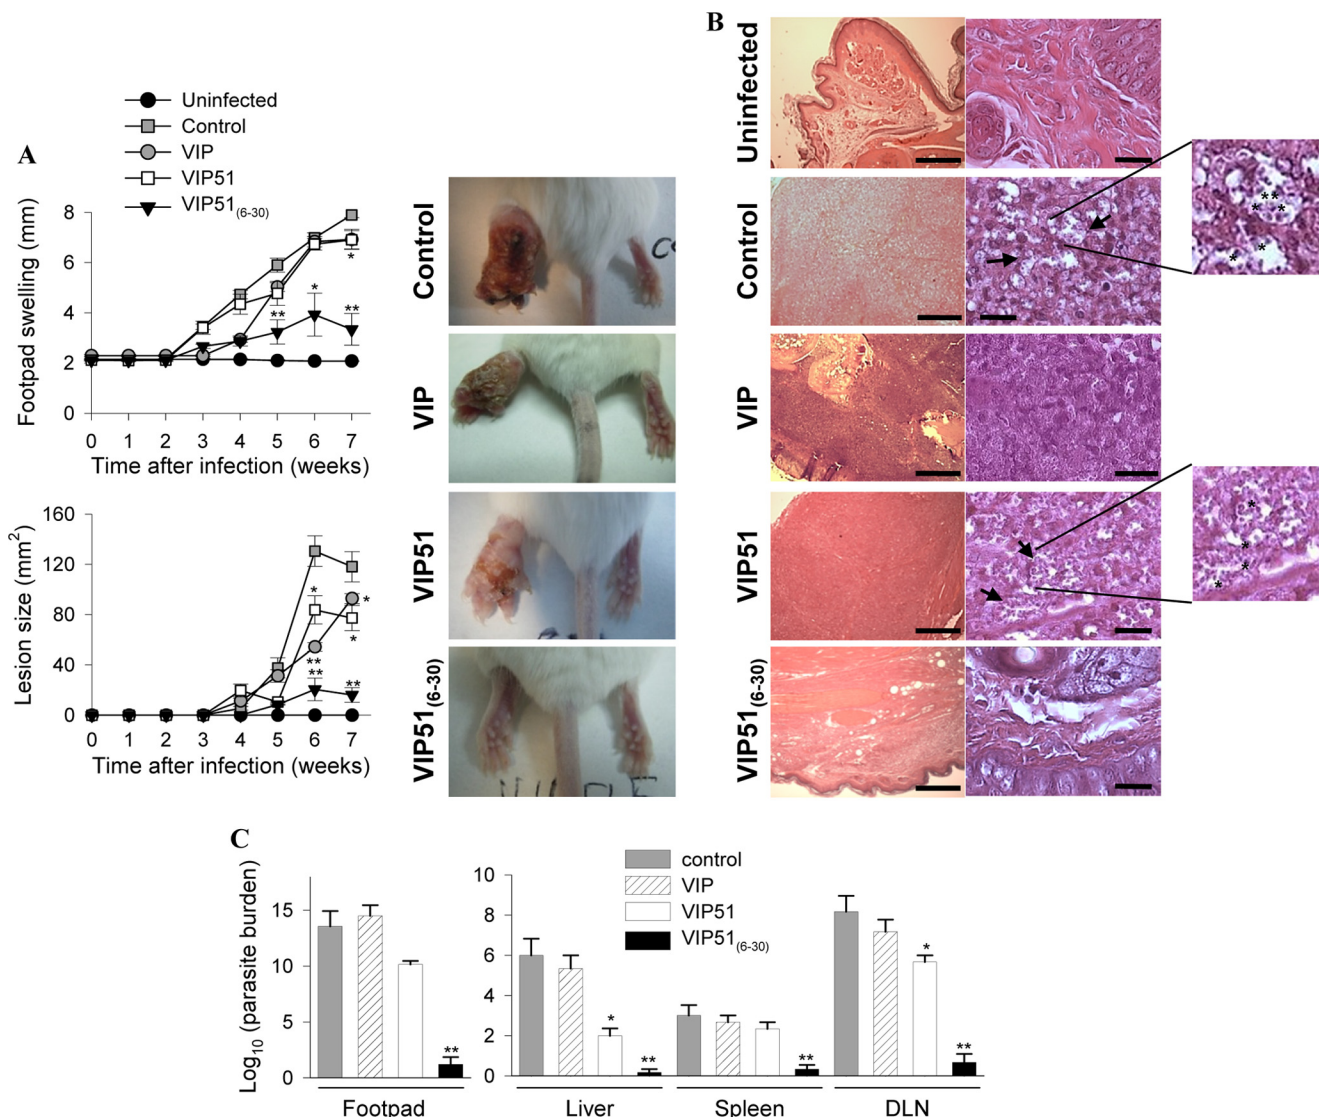 A
Uninfected
Control
VIP
VIP51
VIP51(6-30)
Footpad swelling (mm)
8
6
4
2
0
*
**
*
**
0 1 2 3 4 5 6 7
Time after infection (weeks)
Lesion size (mm²)
160
120
80
40
0
*
*
*
**
**
**
0 1 2 3 4 5 6 7
Time after infection (weeks)
Control
VIP
VIP51
VIP51(6-30)
B
Uninfected
Control
VIP
VIP51
VIP51(6-30)
**
* *
*
*
*
*
*
*
C
control
VIP
VIP51
VIP51(6-30)
Log10 (parasite burden)
15
10
5
0
**
Footpad
10
8
6
4
2
0
*
**
**
*
**
Liver
Spleen
DLN